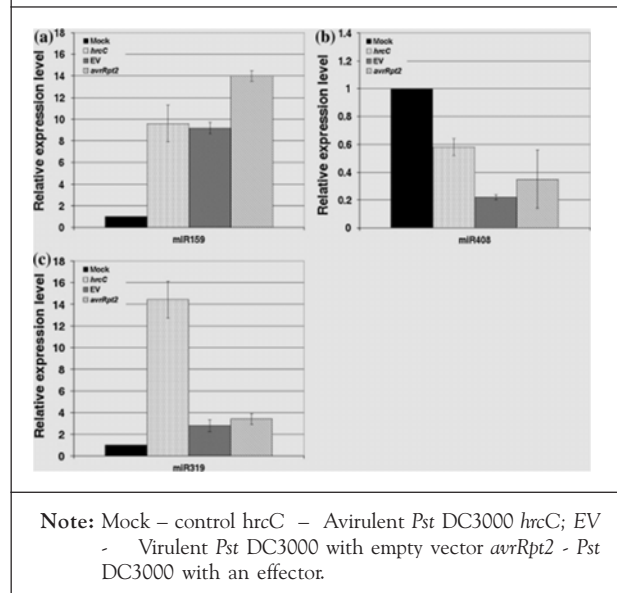 (a)
18
16
14
12
10
8
6
4
2
0
Relative expression level
Mock
hrcC
EV
avrRpt2
miR159
(b)
1.4
1.2
1
0.8
0.6
0.4
0.2
0
Relative expression level
Mock
hrcC
EV
avrRpt2
miR408
(c)
18
16
14
12
10
8
6
4
2
0
Relative expression level
Mock
hrcC
EV
avrRpt2
miR319
Note: Mock – control hrcC – Avirulent Pst DC3000 hrcC; EV
- Virulent Pst DC3000 with empty vector avrRpt2 - Pst
DC3000 with an effector.